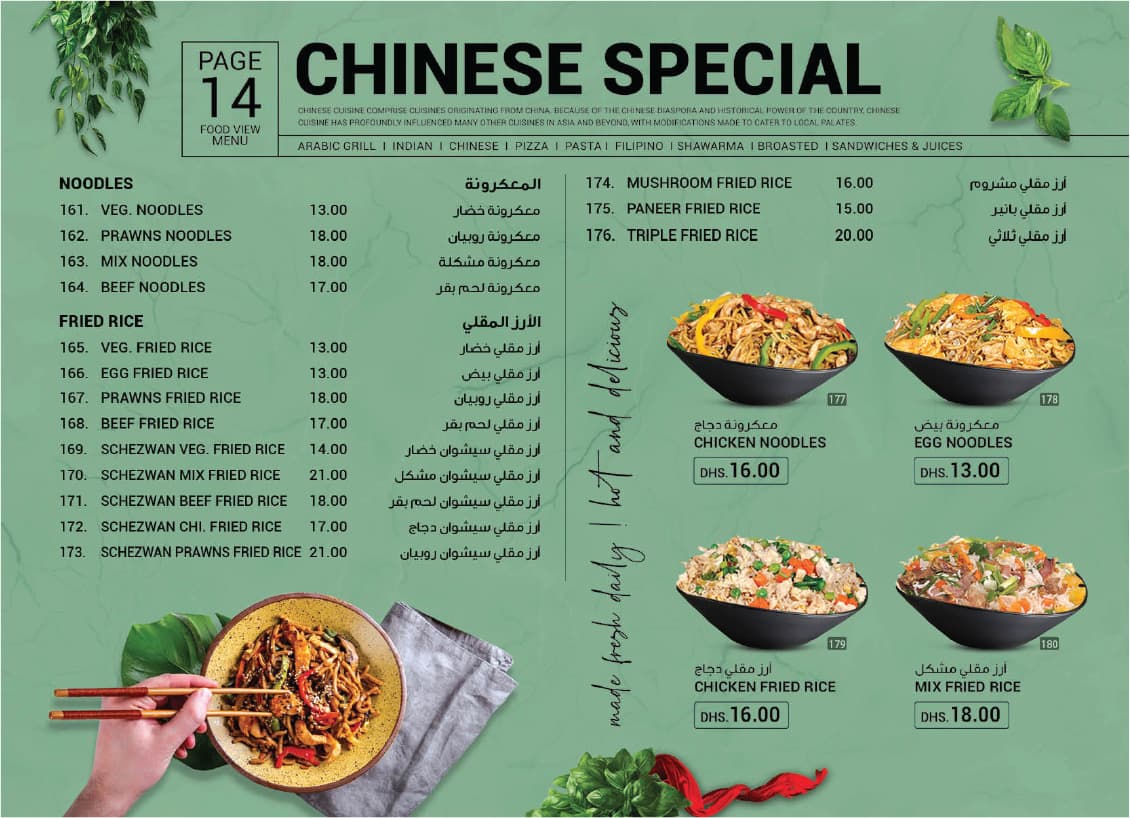 PAGE
14
FOOD VIEW
MENU
CHINESE SPECIAL
CHINESE CUISINE COMPRISE CUISINES ORIGINATING FROM CHINA. BECAUSE OF THE CHINESE DIASPORA AND HISTORICAL POWER OF THE COUNTRY, CHINESE
CUISINE HAS PROFOUNDLY INFLUENCED MANY OTHER CUISINES IN ASIA AND BEYOND, WITH MODIFICATIONS MADE TO CATER TO LOCAL PALATES.
ARABIC GRILL I INDIAN I CHINESE I PIZZA I PASTA I FILIPINO I SHAWARMA I BROASTED I SANDWICHES & JUICES
NOODLES المعكرونة
161. VEG. NOODLES 13.00 معكرونة خضار
162. PRAWNS NOODLES 18.00 معكرونة روبيان
163. MIX NOODLES 18.00 معكرونة مشكلة
164. BEEF NOODLES 17.00 معكرونة لحم بقر
FRIED RICE الأرز المقلي
165. VEG. FRIED RICE 13.00 أرز مقلي خضار
166. EGG FRIED RICE 13.00 أرز مقلي بيض
167. PRAWNS FRIED RICE 18.00 أرز مقلي روبيان
168. BEEF FRIED RICE 17.00 أرز مقلي لحم بقر
169. SCHEZWAN VEG. FRIED RICE 14.00 أرز مقلي سيشوان خضار
170. SCHEZWAN MIX FRIED RICE 21.00 أرز مقلي سيشوان مشكل
171. SCHEZWAN BEEF FRIED RICE 18.00 أرز مقلي سيشوان لحم بقر
172. SCHEZWAN CHI. FRIED RICE 17.00 أرز مقلي سيشوان دجاج
173. SCHEZWAN PRAWNS FRIED RICE 21.00 أرز مقلي سيشوان روبيان
174. MUSHROOM FRIED RICE 16.00 أرز مقلي مشروم
175. PANEER FRIED RICE 15.00 أرز مقلي بانير
176. TRIPLE FRIED RICE 20.00 أرز مقلي ثلاثي
made fresh daily ! hot and delicious
177
معكرونة دجاج
CHICKEN NOODLES
DHS.16.00
178
معكرونة بيض
EGG NOODLES
DHS.13.00
179
أرز مقلي دجاج
CHICKEN FRIED RICE
DHS.16.00
180
أرز مقلي مشكل
MIX FRIED RICE
DHS.18.00